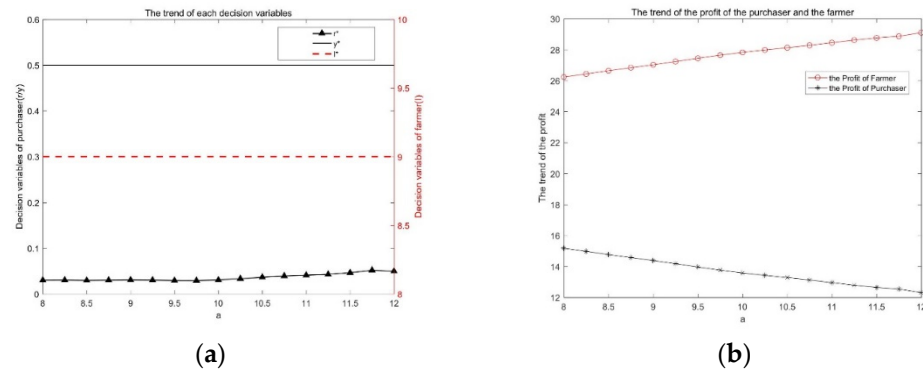 The trend of each decision variables
r*
y*
l*
Decision variables of purchaser(r/y)
0.6
0.5
0.4
0.3
0.2
0.1
0
Decision variables of farmer(l)
10
9.5
9
8.5
8
8 8.5 9 9.5 10 10.5 11 11.5 12
a
(a)
The trend of the profit of the purchaser and the farmer
the Profit of Farmer
the Profit of Purchaser
The trend of the profit
30
28
26
24
22
20
18
16
14
12
8 8.5 9 9.5 10 10.5 11 11.5 12
a
(b)